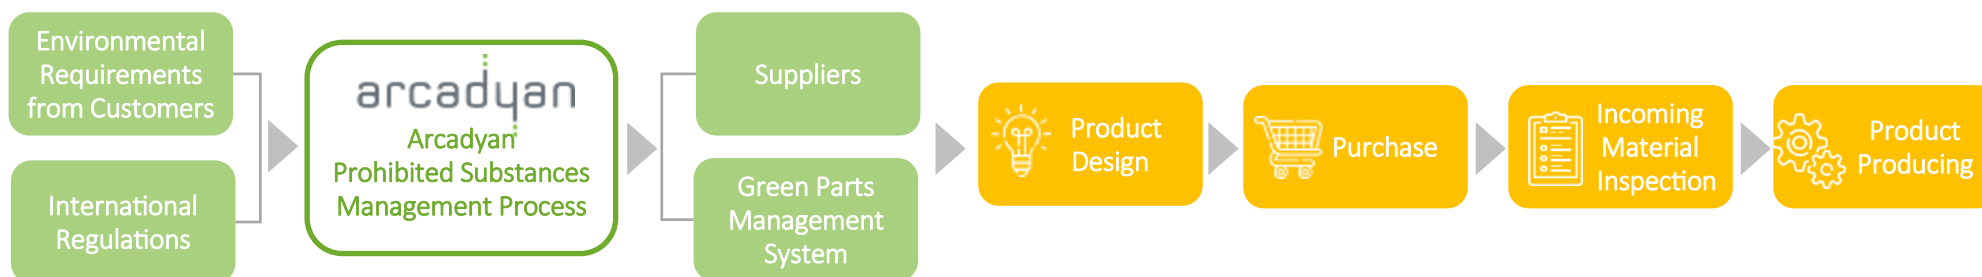 Environmental
Requirements
from Customers
International
Regulations
arcadyan
Arcadyan
Prohibited Substances
Management Process
Suppliers
Green Parts
Management
System
Product
Design
Purchase
Incoming
Material
Inspection
Product
Producing